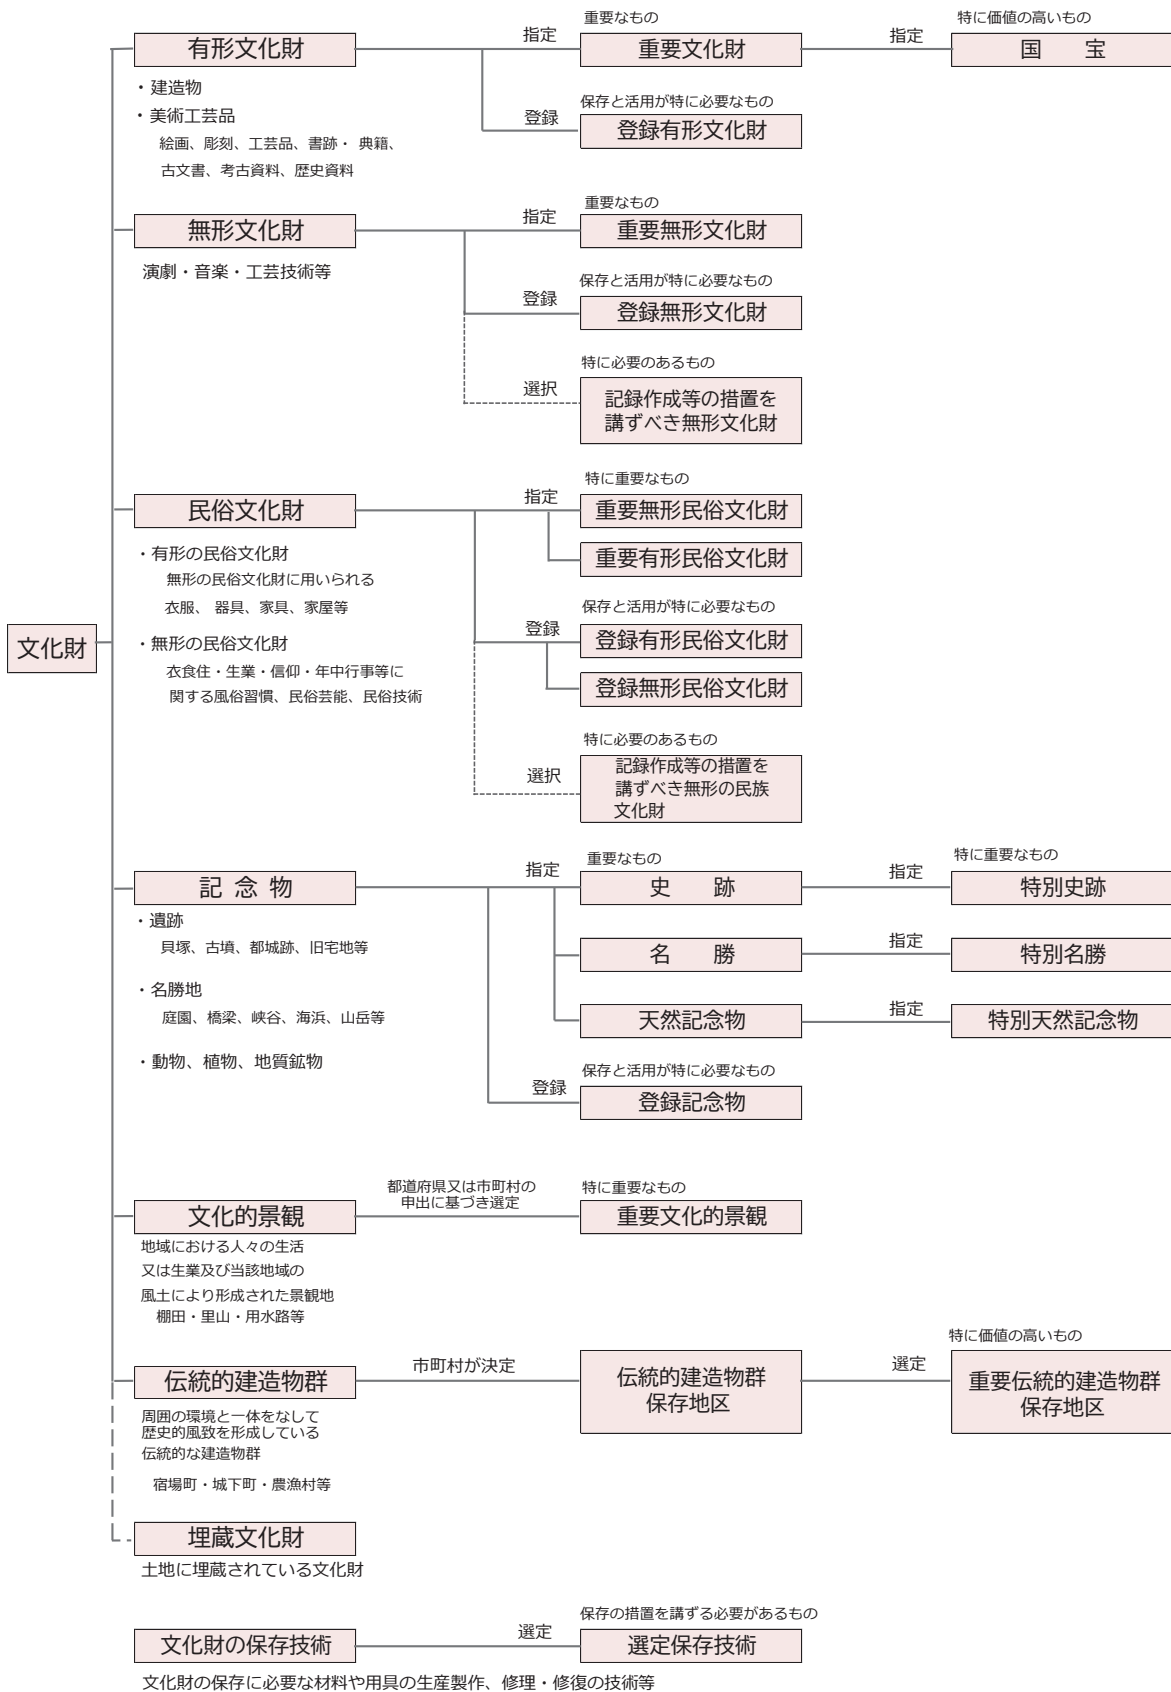 重要なもの
特に価値の高いもの
指定
指定
有形文化財
重要文化財
国　宝
・建造物
・美術工芸品
絵画、彫刻、工芸品、書跡・ 典籍、
古文書、考古資料、歴史資料
保存と活用が特に必要なもの
登録
登録有形文化財
重要なもの
指定
無形文化財
重要無形文化財
演劇・音楽・工芸技術等
保存と活用が特に必要なもの
登録
登録無形文化財
特に必要のあるもの
選択
記録作成等の措置を
講ずべき無形文化財
特に重要なもの
指定
民俗文化財
重要無形民俗文化財
重要有形民俗文化財
・有形の民俗文化財
無形の民俗文化財に用いられる
衣服、 器具、家具、家屋等
保存と活用が特に必要なもの
登録
登録有形民俗文化財
文化財
・無形の民俗文化財
衣食住・生業・信仰・年中行事等に
関する風俗習慣、民俗芸能、民俗技術
登録無形民俗文化財
特に必要のあるもの
選択
記録作成等の措置を
講ずべき無形の民族
文化財
重要なもの
特に重要なもの
指定
指定
記 念 物
史　跡
特別史跡
・遺跡
貝塚、古墳、都城跡、旧宅地等
指定
名　勝
特別名勝
・名勝地
庭園、橋梁、峡谷、海浜、山岳等
指定
天然記念物
特別天然記念物
・動物、植物、地質鉱物
保存と活用が特に必要なもの
登録
登録記念物
都道府県又は市町村の
申出に基づき選定
特に重要なもの
文化的景観
重要文化的景観
地域における人々の生活
又は生業及び当該地域の
風土により形成された景観地
棚田・里山・用水路等
特に価値の高いもの
市町村が決定
選定
伝統的建造物群
伝統的建造物群
保存地区
重要伝統的建造物群
保存地区
周囲の環境と一体をなして
歴史的風致を形成している
伝統的な建造物群
宿場町・城下町・農漁村等
埋蔵文化財
土地に埋蔵されている文化財
保存の措置を講ずる必要があるもの
選定
文化財の保存技術
選定保存技術
文化財の保存に必要な材料や用具の生産製作、修理・修復の技術等